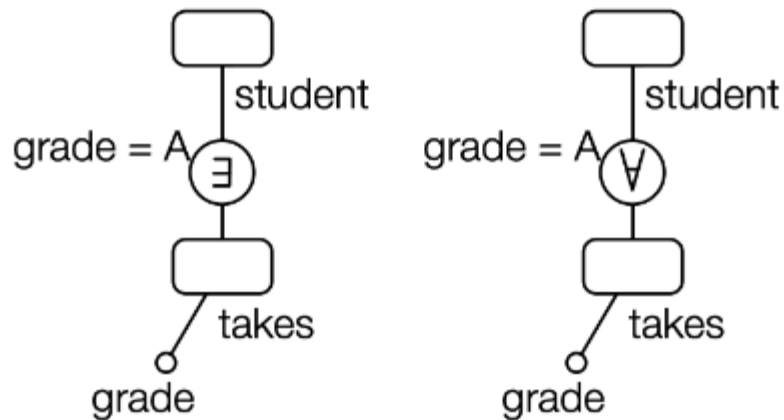 student student
grade = A ∃ grade = A ∀
takes takes
grade grade